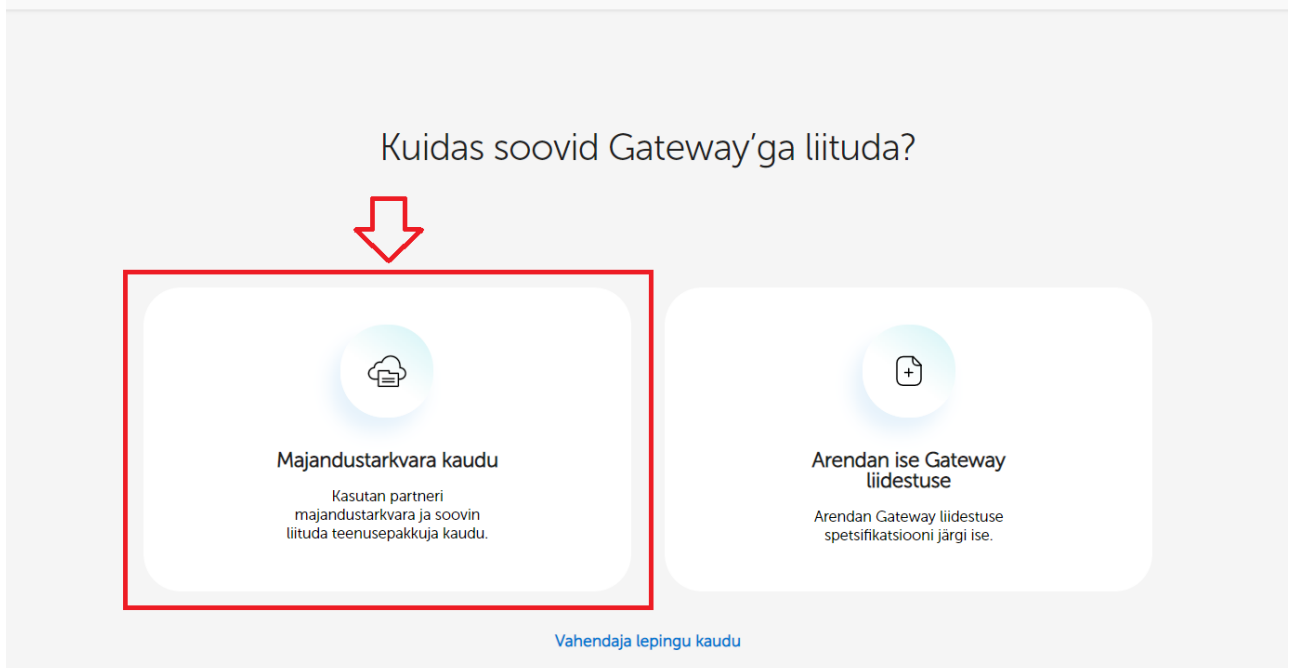 Kuidas soovid Gateway’ga liituda?
Majandustarkvara kaudu
Kasutan partneri
majandustarkvara ja soovin
liituda teenusepakkuja kaudu.
Arendan ise Gateway
liidestuse
Arendan Gateway liidestuse
spetsifikatsiooni järgi ise.
Vahendaja lepingu kaudu